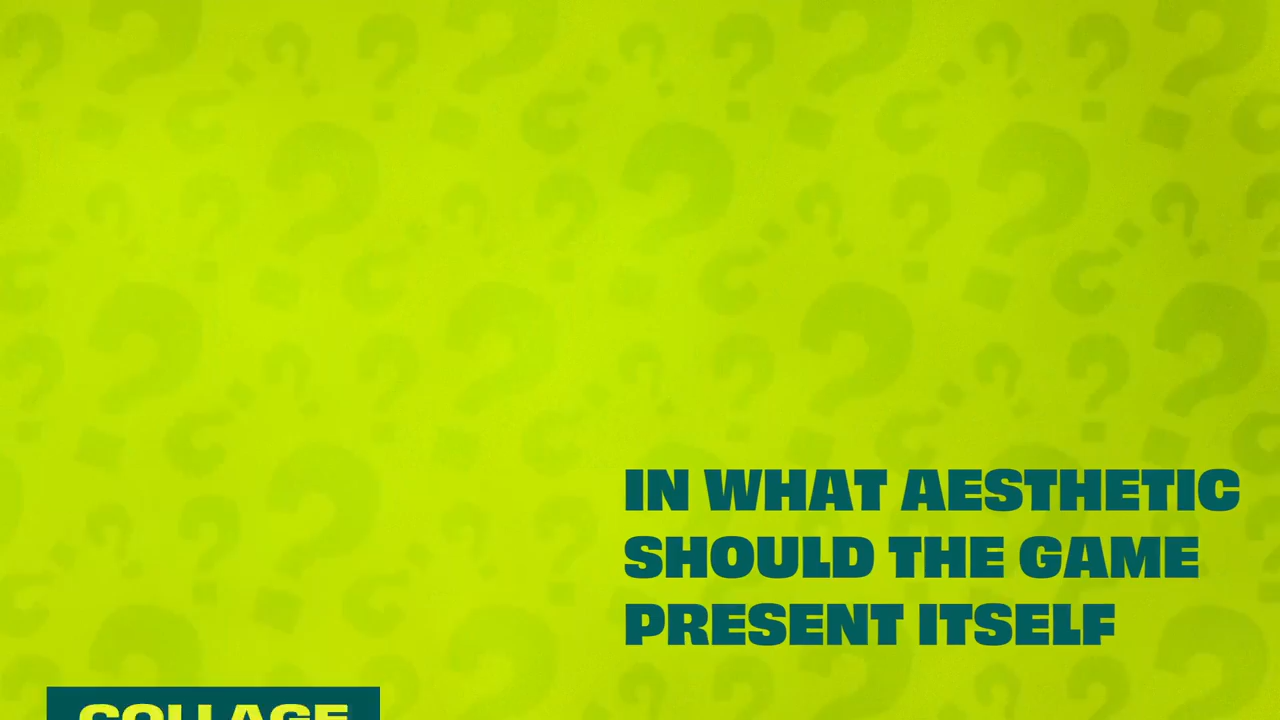 IN WHAT AESTHETIC
SHOULD THE GAME
PRESENT ITSELF
COLLAGE